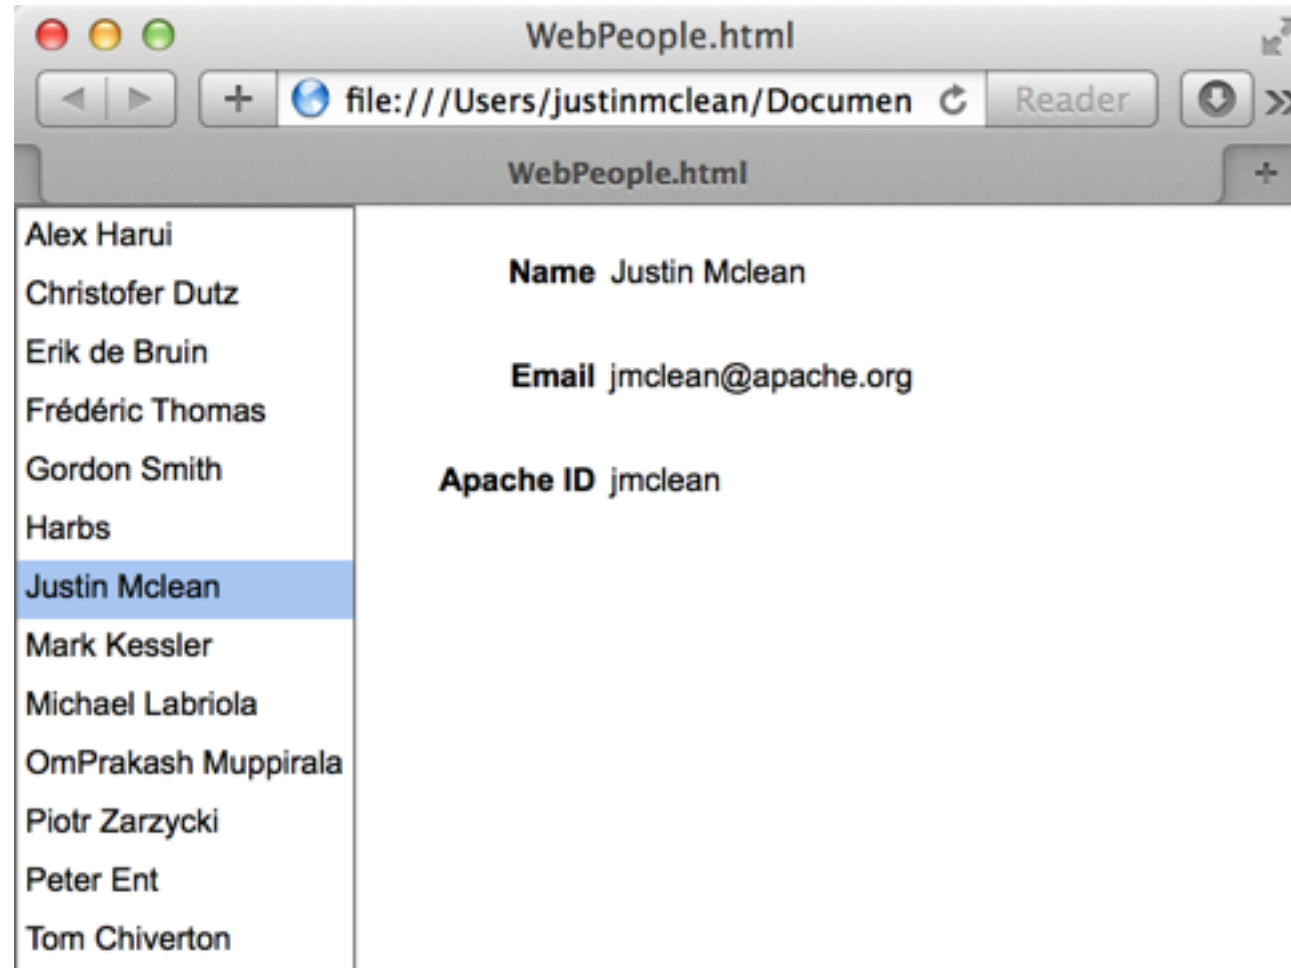 WebPeople.html
file:///Users/justinmclean/Documen
Reader
WebPeople.html
Alex Harui
Christofer Dutz
Erik de Bruin
Frédéric Thomas
Gordon Smith
Harbs
Justin Mclean
Mark Kessler
Michael Labriola
OmPrakash Muppirala
Piotr Zarzycki
Peter Ent
Tom Chiverton
Name Justin Mclean
Email jmclean@apache.org
Apache ID jmclean